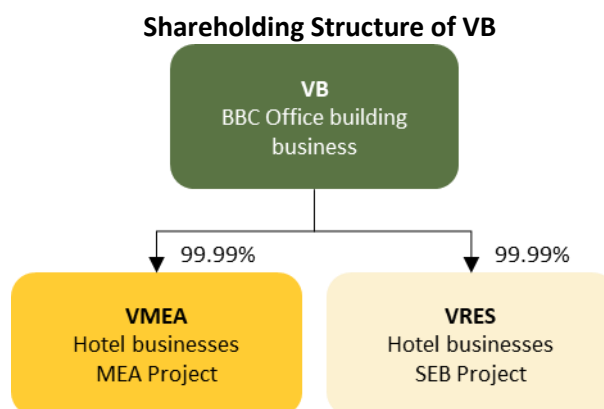 Shareholding Structure of VB
VB
BBC Office building
business
99.99%
99.99%
VMEA
Hotel businesses
MEA Project
VRES
Hotel businesses
SEB Project